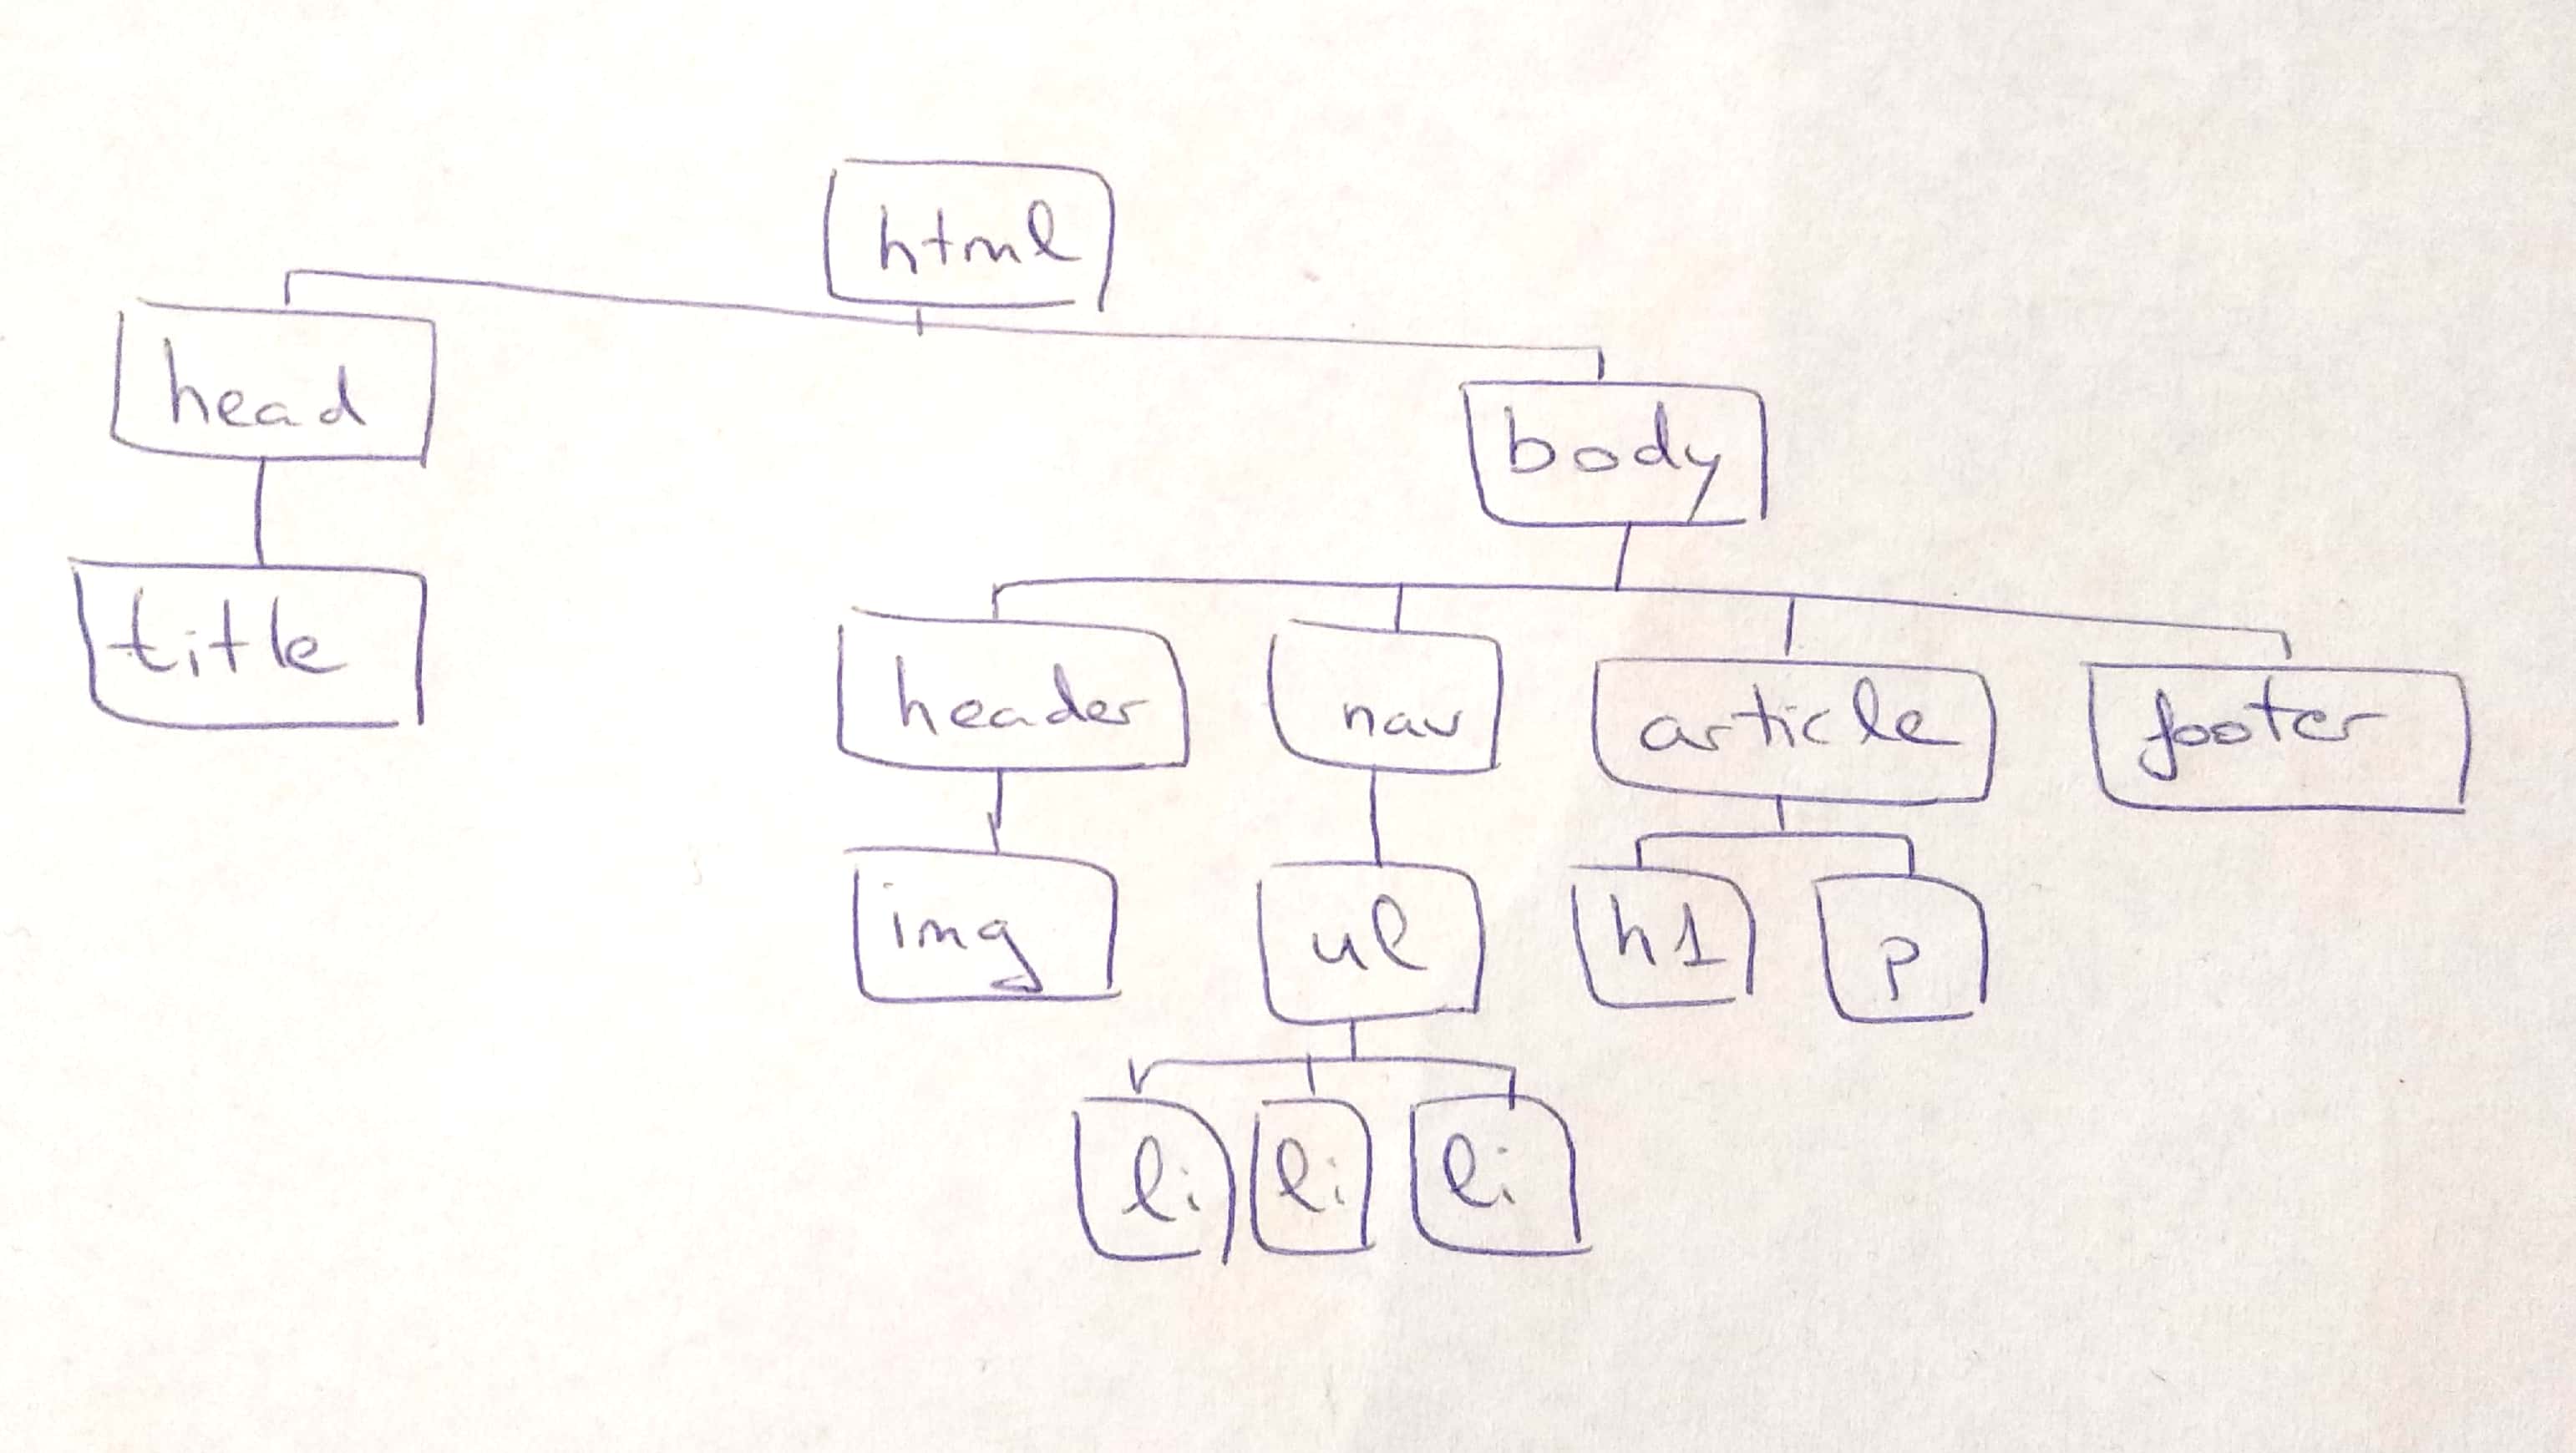 html
head
body
title
header nav article footer
img ul h1 p
li li li